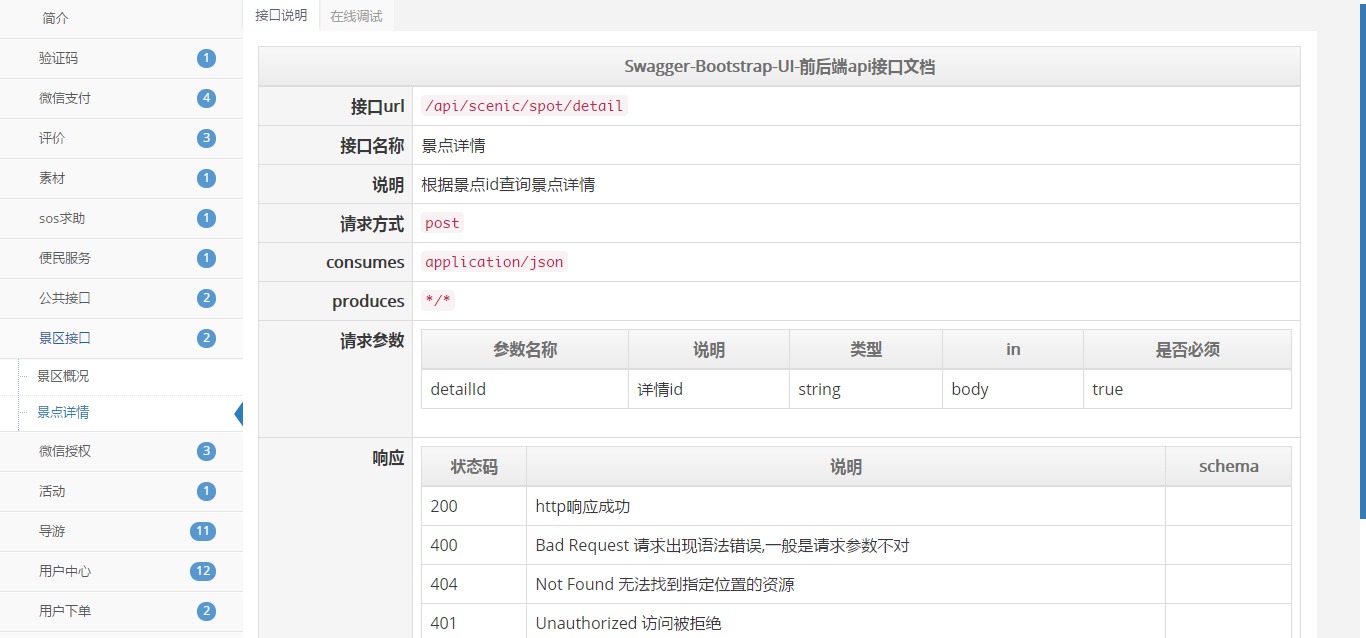 简介
验证码 1
微信支付 4
评价 3
素材 1
sos求助 1
便民服务 1
公共接口 2
景区接口 2
景区概况
景点详情
微信授权 3
活动 1
导游 11
用户中心 12
用户下单 2
接口说明 在线调试
Swagger-Bootstrap-UI-前后端api接口文档
接口url /api/scenic/spot/detail
接口名称 景点详情
说明 根据景点id查询景点详情
请求方式 post
consumes application/json
produces */*
请求参数 参数名称 说明 类型 in 是否必须
detailId 详情id string body true
响应 状态码 说明 schema
200 http响应成功
400 Bad Request 请求出现语法错误,一般是请求参数不对
404 Not Found 无法找到指定位置的资源
401 Unauthorized 访问被拒绝